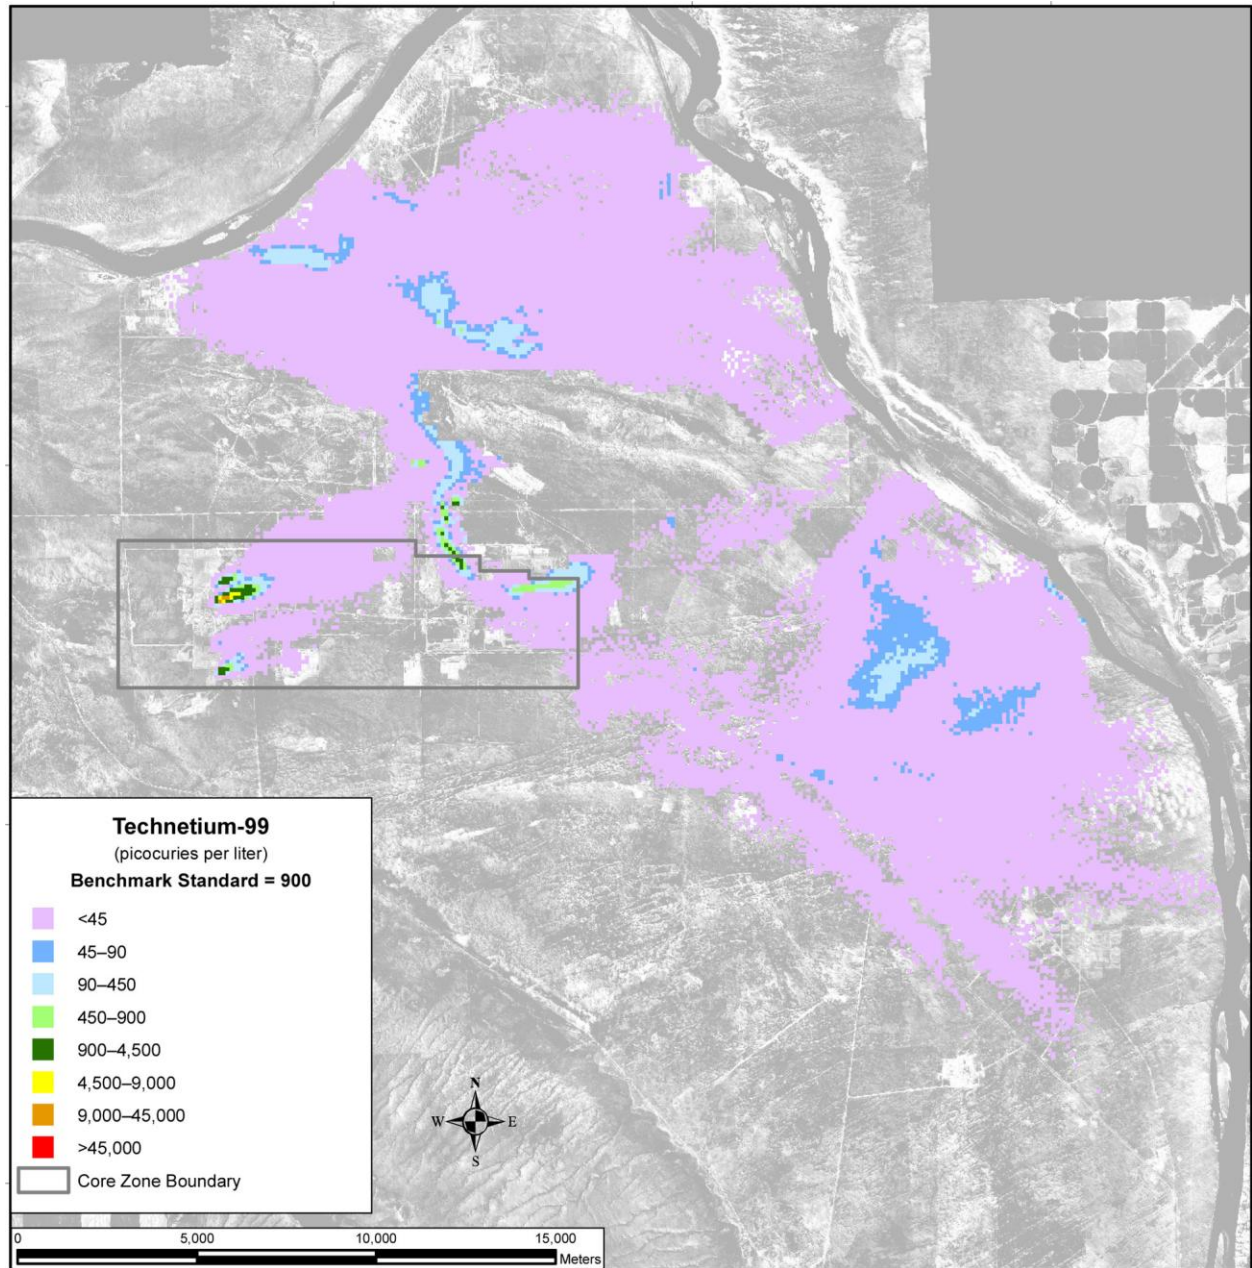 Technetium-99
(picocuries per liter)
Benchmark Standard = 900
<45
45–90
90–450
450–900
900–4,500
4,500–9,000
9,000–45,000
>45,000
Core Zone Boundary
N
W E
S
0 5,000 10,000 15,000
Meters